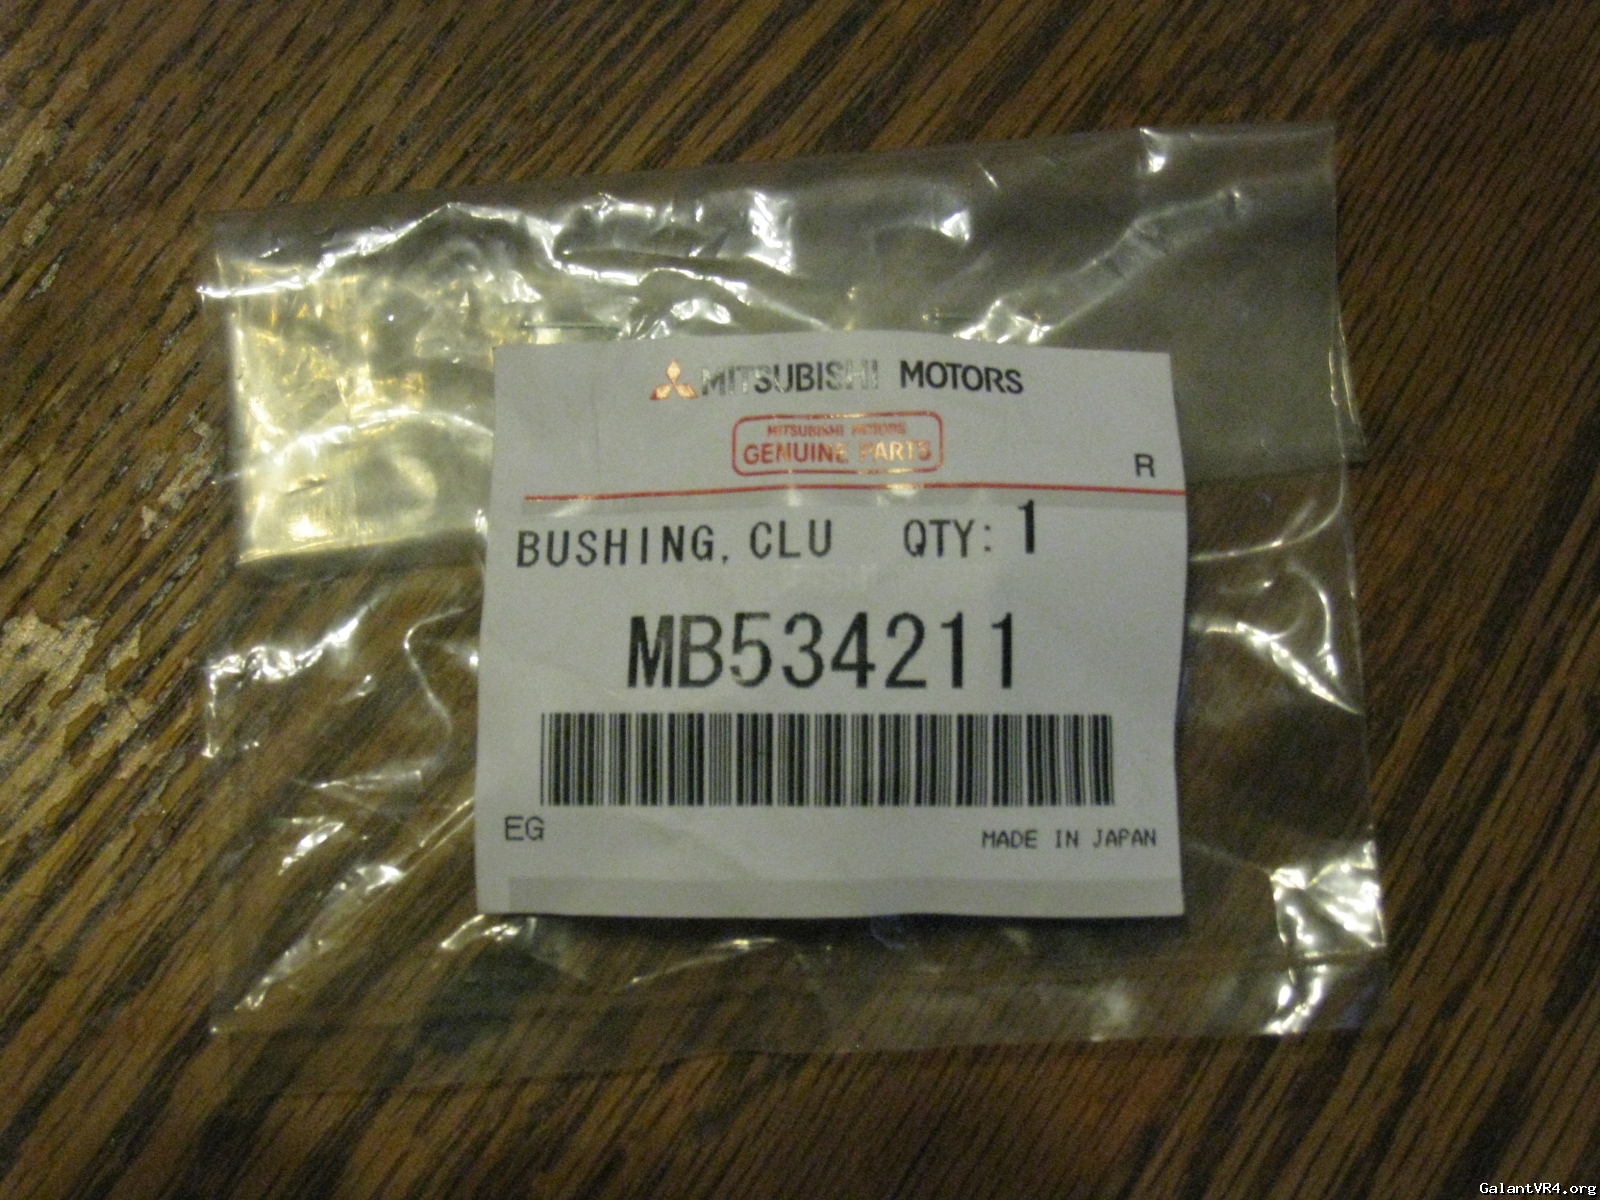 MITSUBISHI MOTORS
MITSUBISHI MOTORS
GENUINE PARTS
R
BUSHING, CLU QTY: 1
MB534211
EG
MADE IN JAPAN
GalantVR4.org